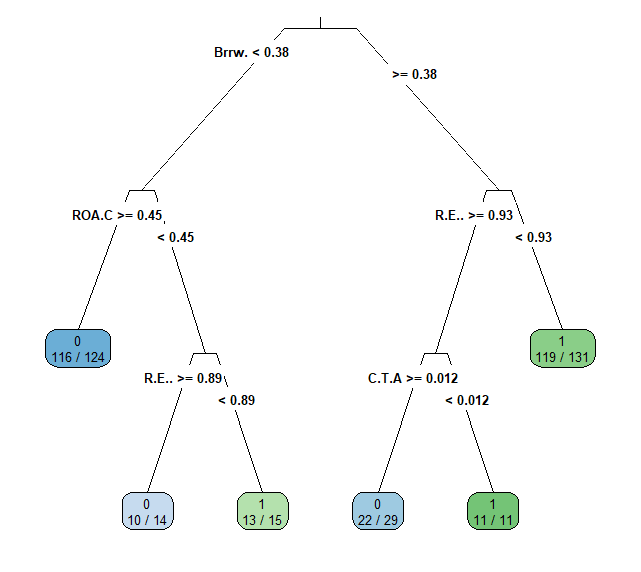 Brrw. < 0.38
>= 0.38
ROA.C >= 0.45
< 0.45
R.E.. >= 0.93
< 0.93
0
116 / 124
1
119 / 131
R.E.. >= 0.89
< 0.89
C.T.A >= 0.012
< 0.012
0
10 / 14
1
13 / 15
0
22 / 29
1
11 / 11